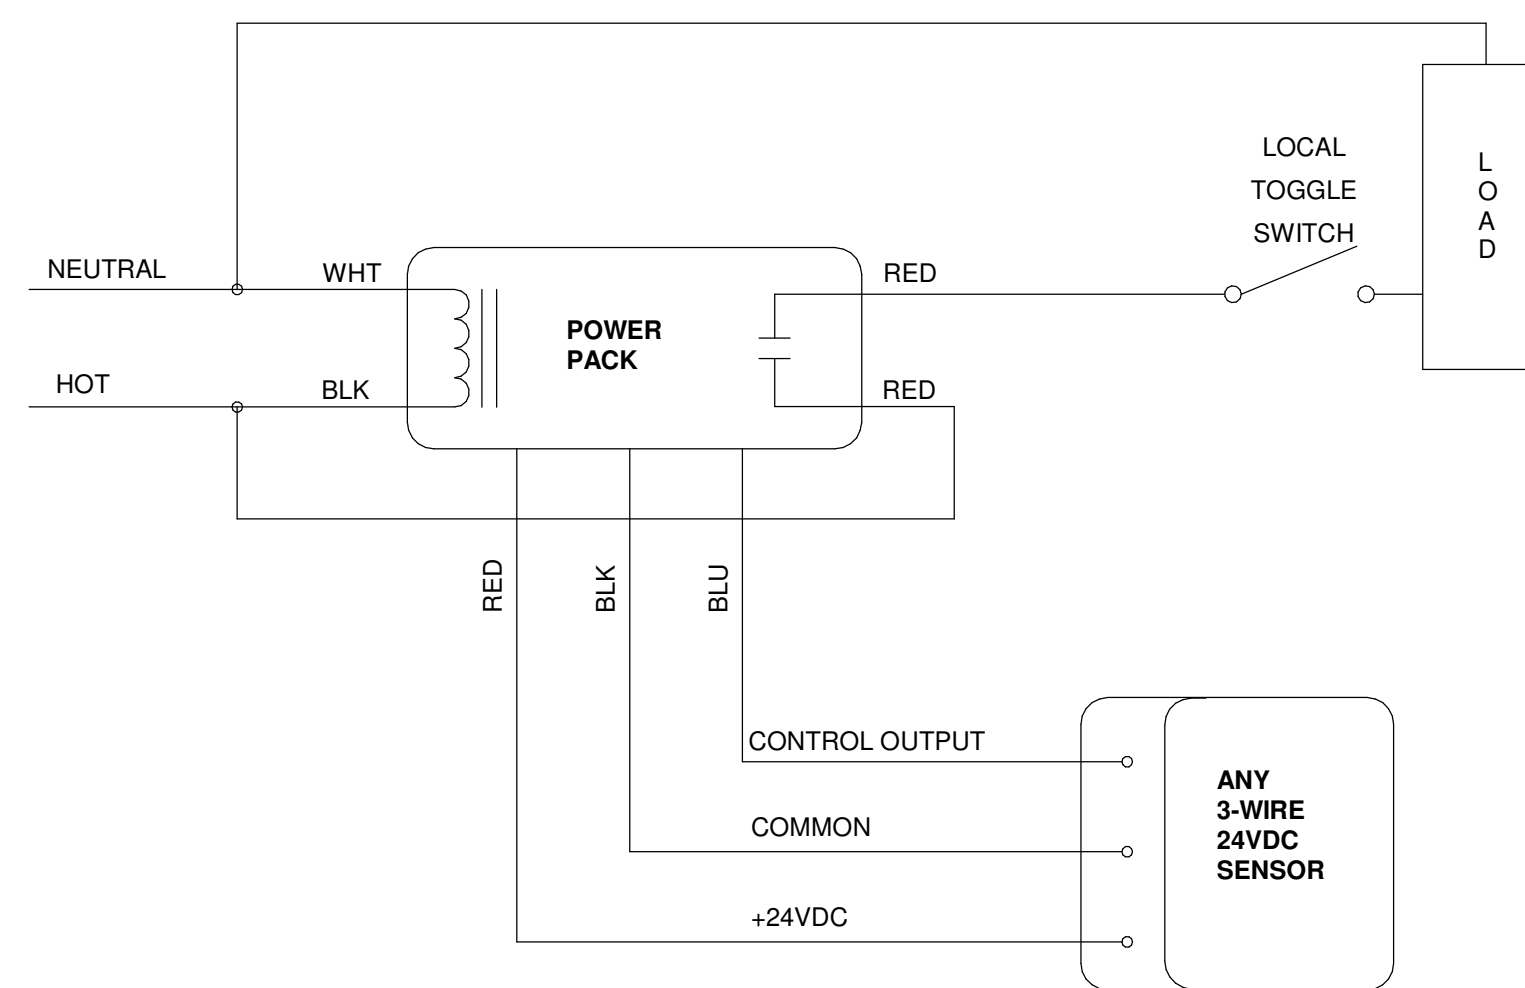 LOCAL
TOGGLE
SWITCH
L
O
A
D
NEUTRAL
WHT
RED
POWER
PACK
HOT
BLK
RED
RED
BLK
BLU
CONTROL OUTPUT
COMMON
+24VDC
ANY
3-WIRE
24VDC
SENSOR